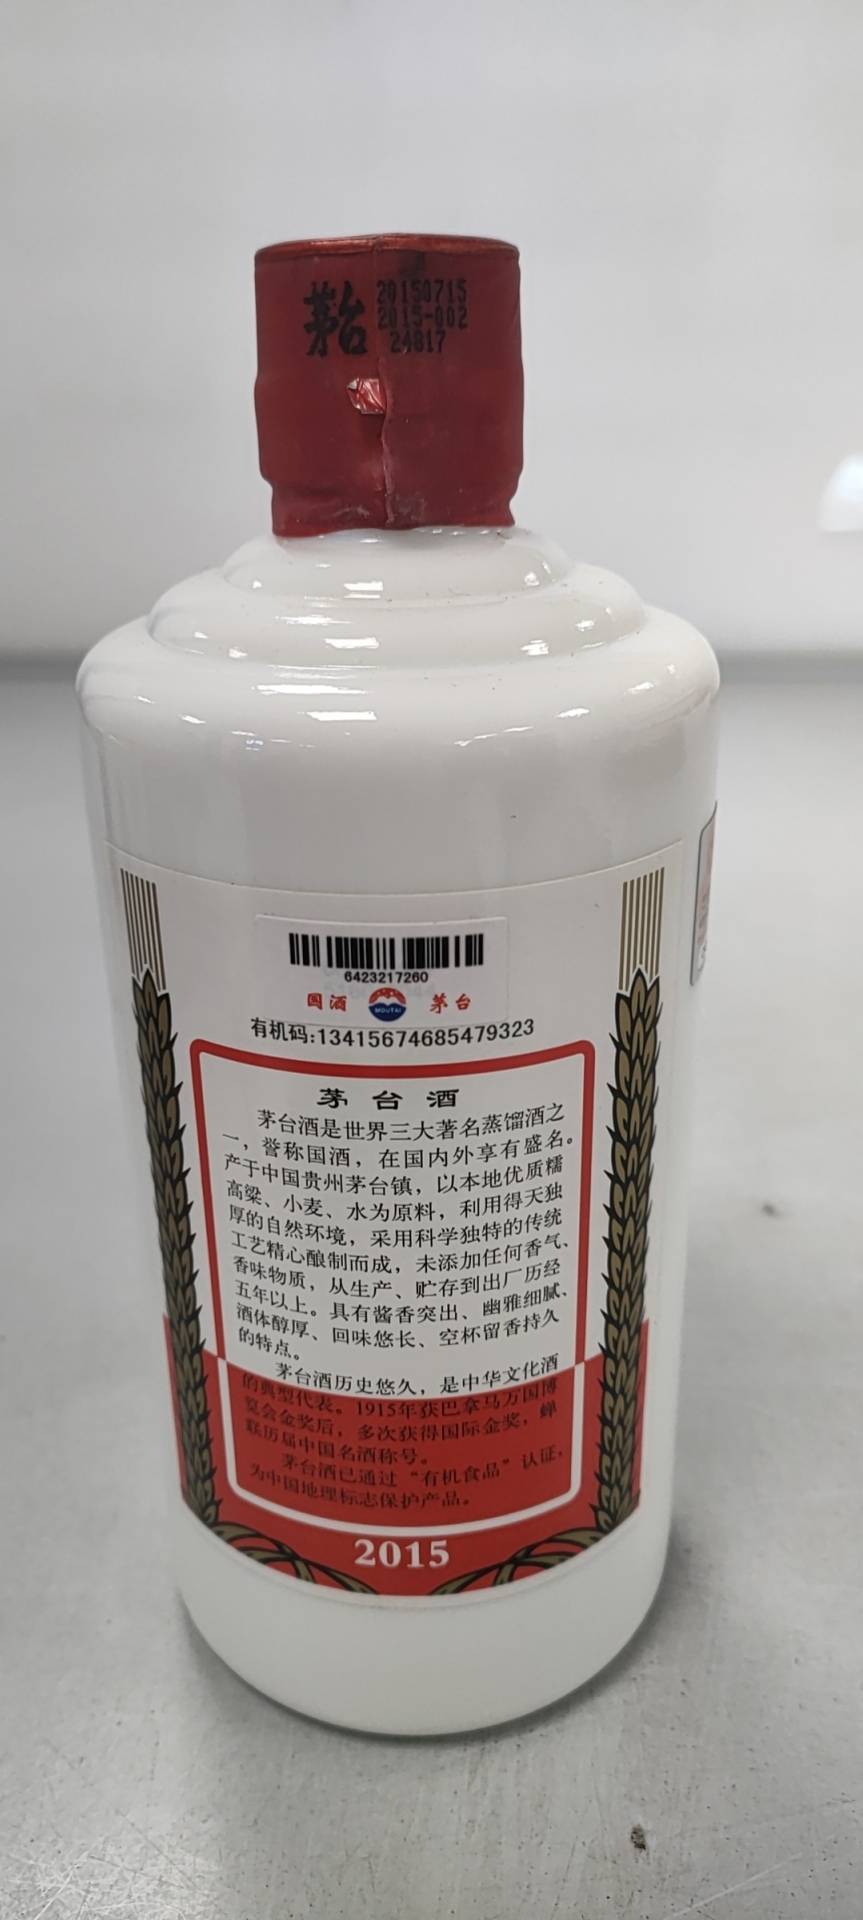 茅台
20150715
2015-002
24817
6423217260
国酒
MOUTAI
茅台
有机码:13415674685479323
茅台酒
茅台酒是世界三大著名蒸馏酒之
一，誉称国酒，在国内外享有盛名。
产于中国贵州茅台镇，以本地优质糯
高粱、小麦、水为原料，利用得天独
厚的自然环境，采用科学独特的传统
工艺精心酿制而成，未添加任何香气、
香味物质，从生产、贮存到出厂历经
五年以上。具有酱香突出、幽雅细腻、
酒体醇厚、回味悠长、空杯留香持久
的特点。
茅台酒历史悠久，是中华文化酒
的典型代表。1915年获巴拿马万国博
览会金奖后，多次获得国际金奖，蝉
联历届中国名酒称号。
茅台酒已通过“有机食品”认证，
为中国地理标志保护产品。
2015